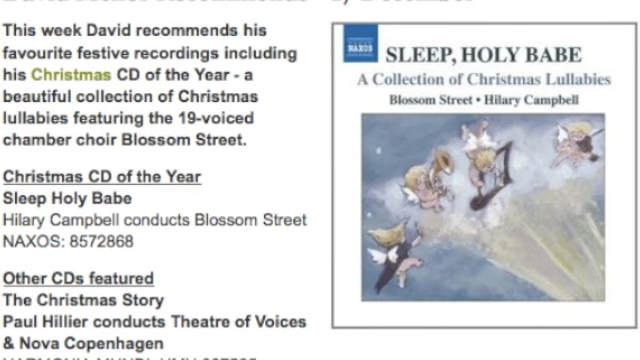 This week David recommends his
favourite festive recordings including
his Christmas CD of the Year - a
beautiful collection of Christmas
lullabies featuring the 19-voiced
chamber choir Blossom Street.
Christmas CD of the Year
Sleep Holy Babe
Hilary Campbell conducts Blossom Street
NAXOS: 8572868
Other CDs featured
The Christmas Story
Paul Hillier conducts Theatre of Voices
& Nova Copenhagen
NAXOS
SLEEP, HOLY BABE
A Collection of Christmas Lullabies
Blossom Street • Hilary Campbell